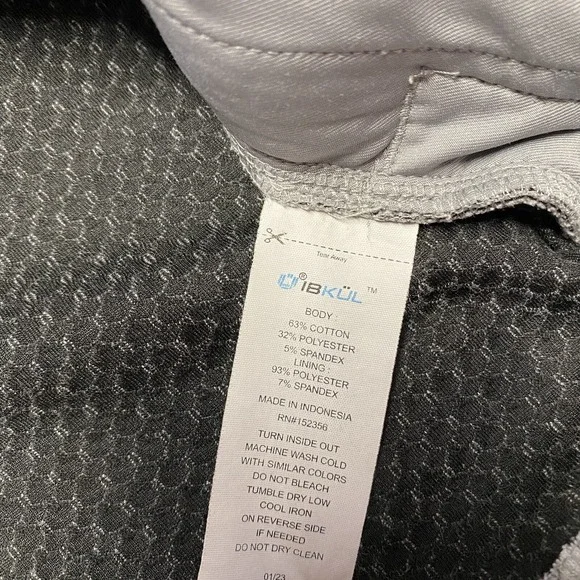 Tear Away
® IBKÜL ™
BODY :
63% COTTON
32% POLYESTER
5% SPANDEX
LINING :
93% POLYESTER
7% SPANDEX
MADE IN INDONESIA
RN#152356
TURN INSIDE OUT
MACHINE WASH COLD
WITH SIMILAR COLORS
DO NOT BLEACH
TUMBLE DRY LOW
COOL IRON
ON REVERSE SIDE
IF NEEDED
DO NOT DRY CLEAN
01/23